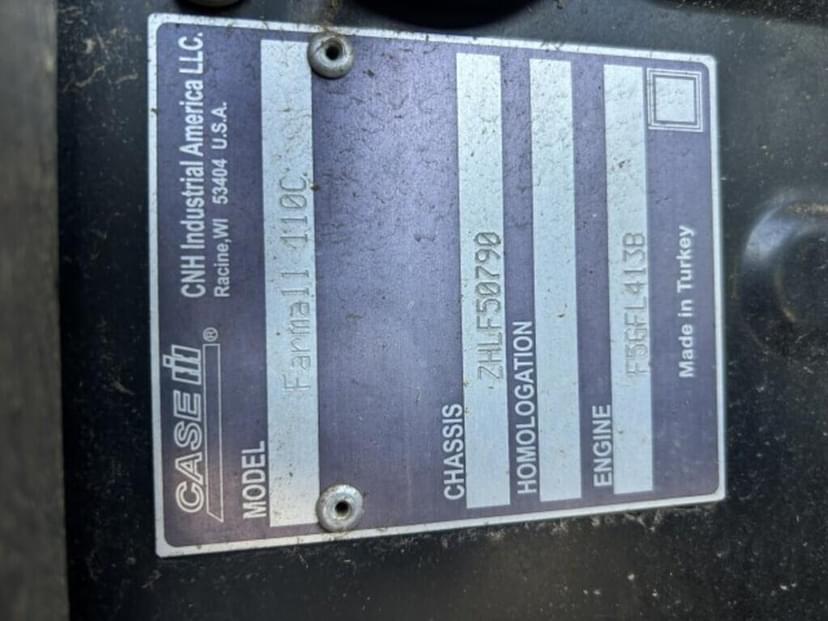 CASE IH®
CNH Industrial America LLC.
Racine,WI 53404 U.S.A.
MODEL
Farmall 110C
CHASSIS
ZHLF50790
HOMOLOGATION
ENGINE
F5GFL413B
Made in Turkey